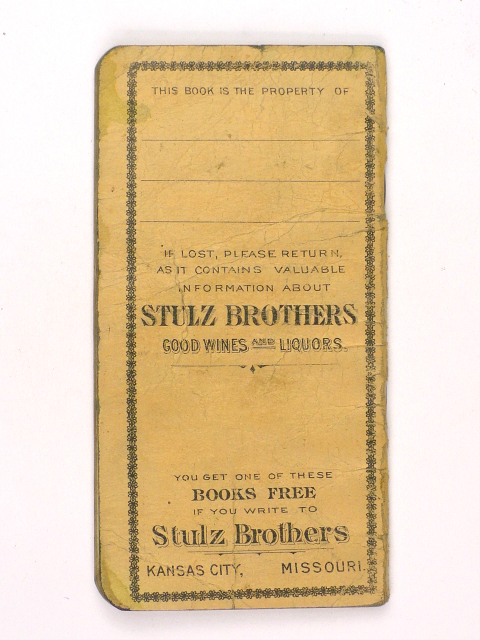 THIS BOOK IS THE PROPERTY OF
IF LOST, PLEASE RETURN,
AS IT CONTAINS VALUABLE
INFORMATION ABOUT
STULZ BROTHERS
GOOD WINES AND LIQUORS.
YOU GET ONE OF THESE
BOOKS FREE
IF YOU WRITE TO
Stulz Brothers
KANSAS CITY, MISSOURI.